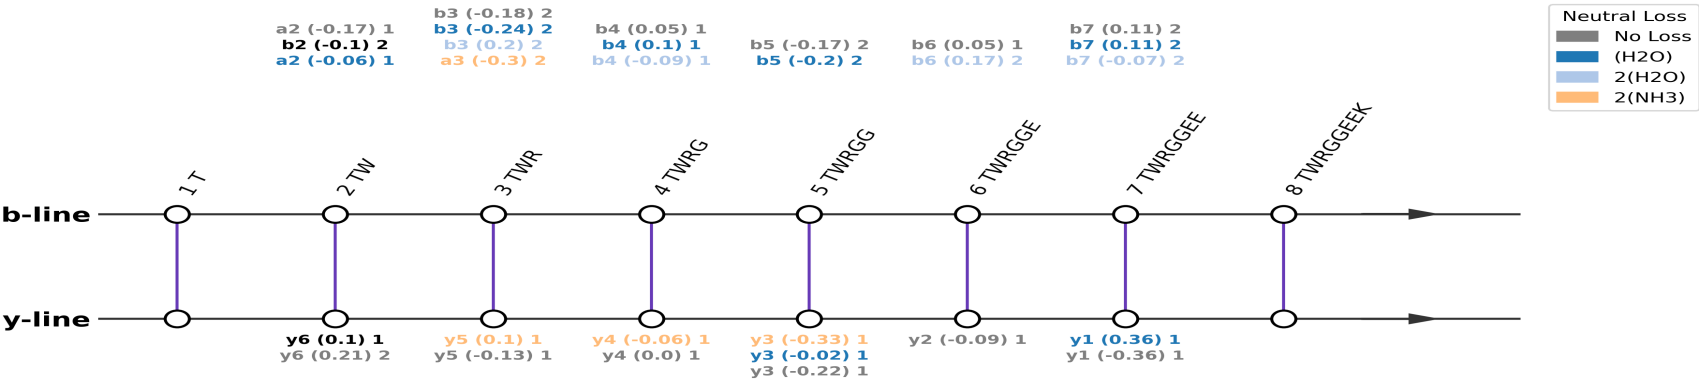 b3 (-0.18) 2
a2 (-0.17) 1 b3 (-0.24) 2 b4 (0.05) 1 b7 (0.11) 2
b2 (-0.1) 2 b3 (0.2) 2 b4 (0.1) 1 b5 (-0.17) 2 b6 (0.05) 1 b7 (0.11) 2
a2 (-0.06) 1 a3 (-0.3) 2 b4 (-0.09) 1 b5 (-0.2) 2 b6 (0.17) 2 b7 (-0.07) 2
Neutral Loss
No Loss
(H2O)
2(H2O)
2(NH3)
1 T
2 TW
3 TWR
4 TWRG
5 TWRGG
6 TWRGGE
7 TWRGGEE
8 TWRGGEEK
b-line
y-line
y6 (0.1) 1 y5 (0.1) 1 y4 (-0.06) 1 y3 (-0.33) 1 y2 (-0.09) 1 y1 (0.36) 1
y6 (0.21) 2 y5 (-0.13) 1 y4 (0.0) 1 y3 (-0.02) 1 y1 (-0.36) 1
y3 (-0.22) 1